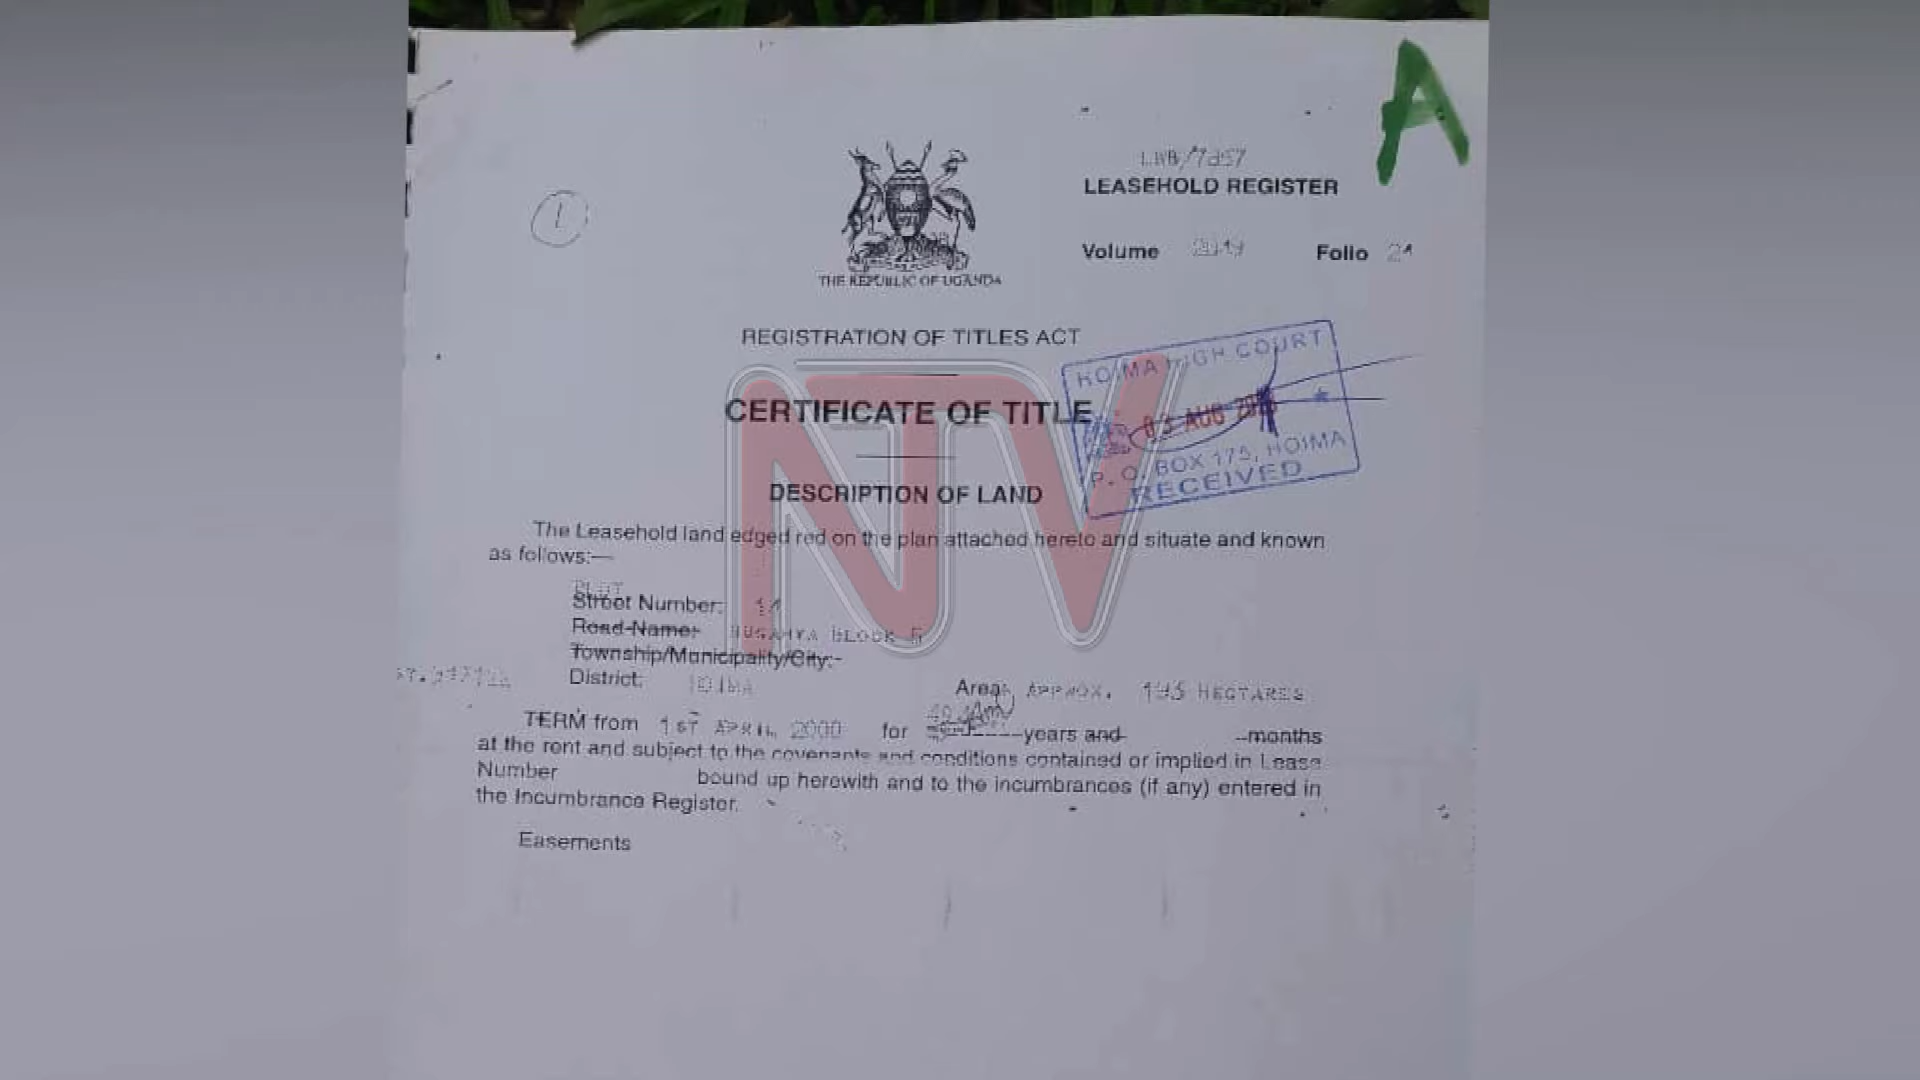 A
LEASEHOLD REGISTER
1
Volume
Folio
THE REPUBLIC OF UGANDA
REGISTRATION OF TITLES ACT
HOIMA HIGH COURT
CERTIFICATE OF TITLE
03 AUG
P. O. BOX 175, HOIMA
RECEIVED
NTV
DESCRIPTION OF LAND
The Leasehold land edged red on the plan attached hereto and situate and known
as follows:—
PLOT
Street Number: 14
Road Name: BLOCK
Township/Municipality/City:-
District: HOIMA
Area: APPROX. HECTARES
TERM from 1ST APRIL 2000 for years and months
at the rent and subject to the covenants and conditions contained or implied in Lease
Number bound up herewith and to the incumbrances (if any) entered in
the Incumbrance Register.
Easements